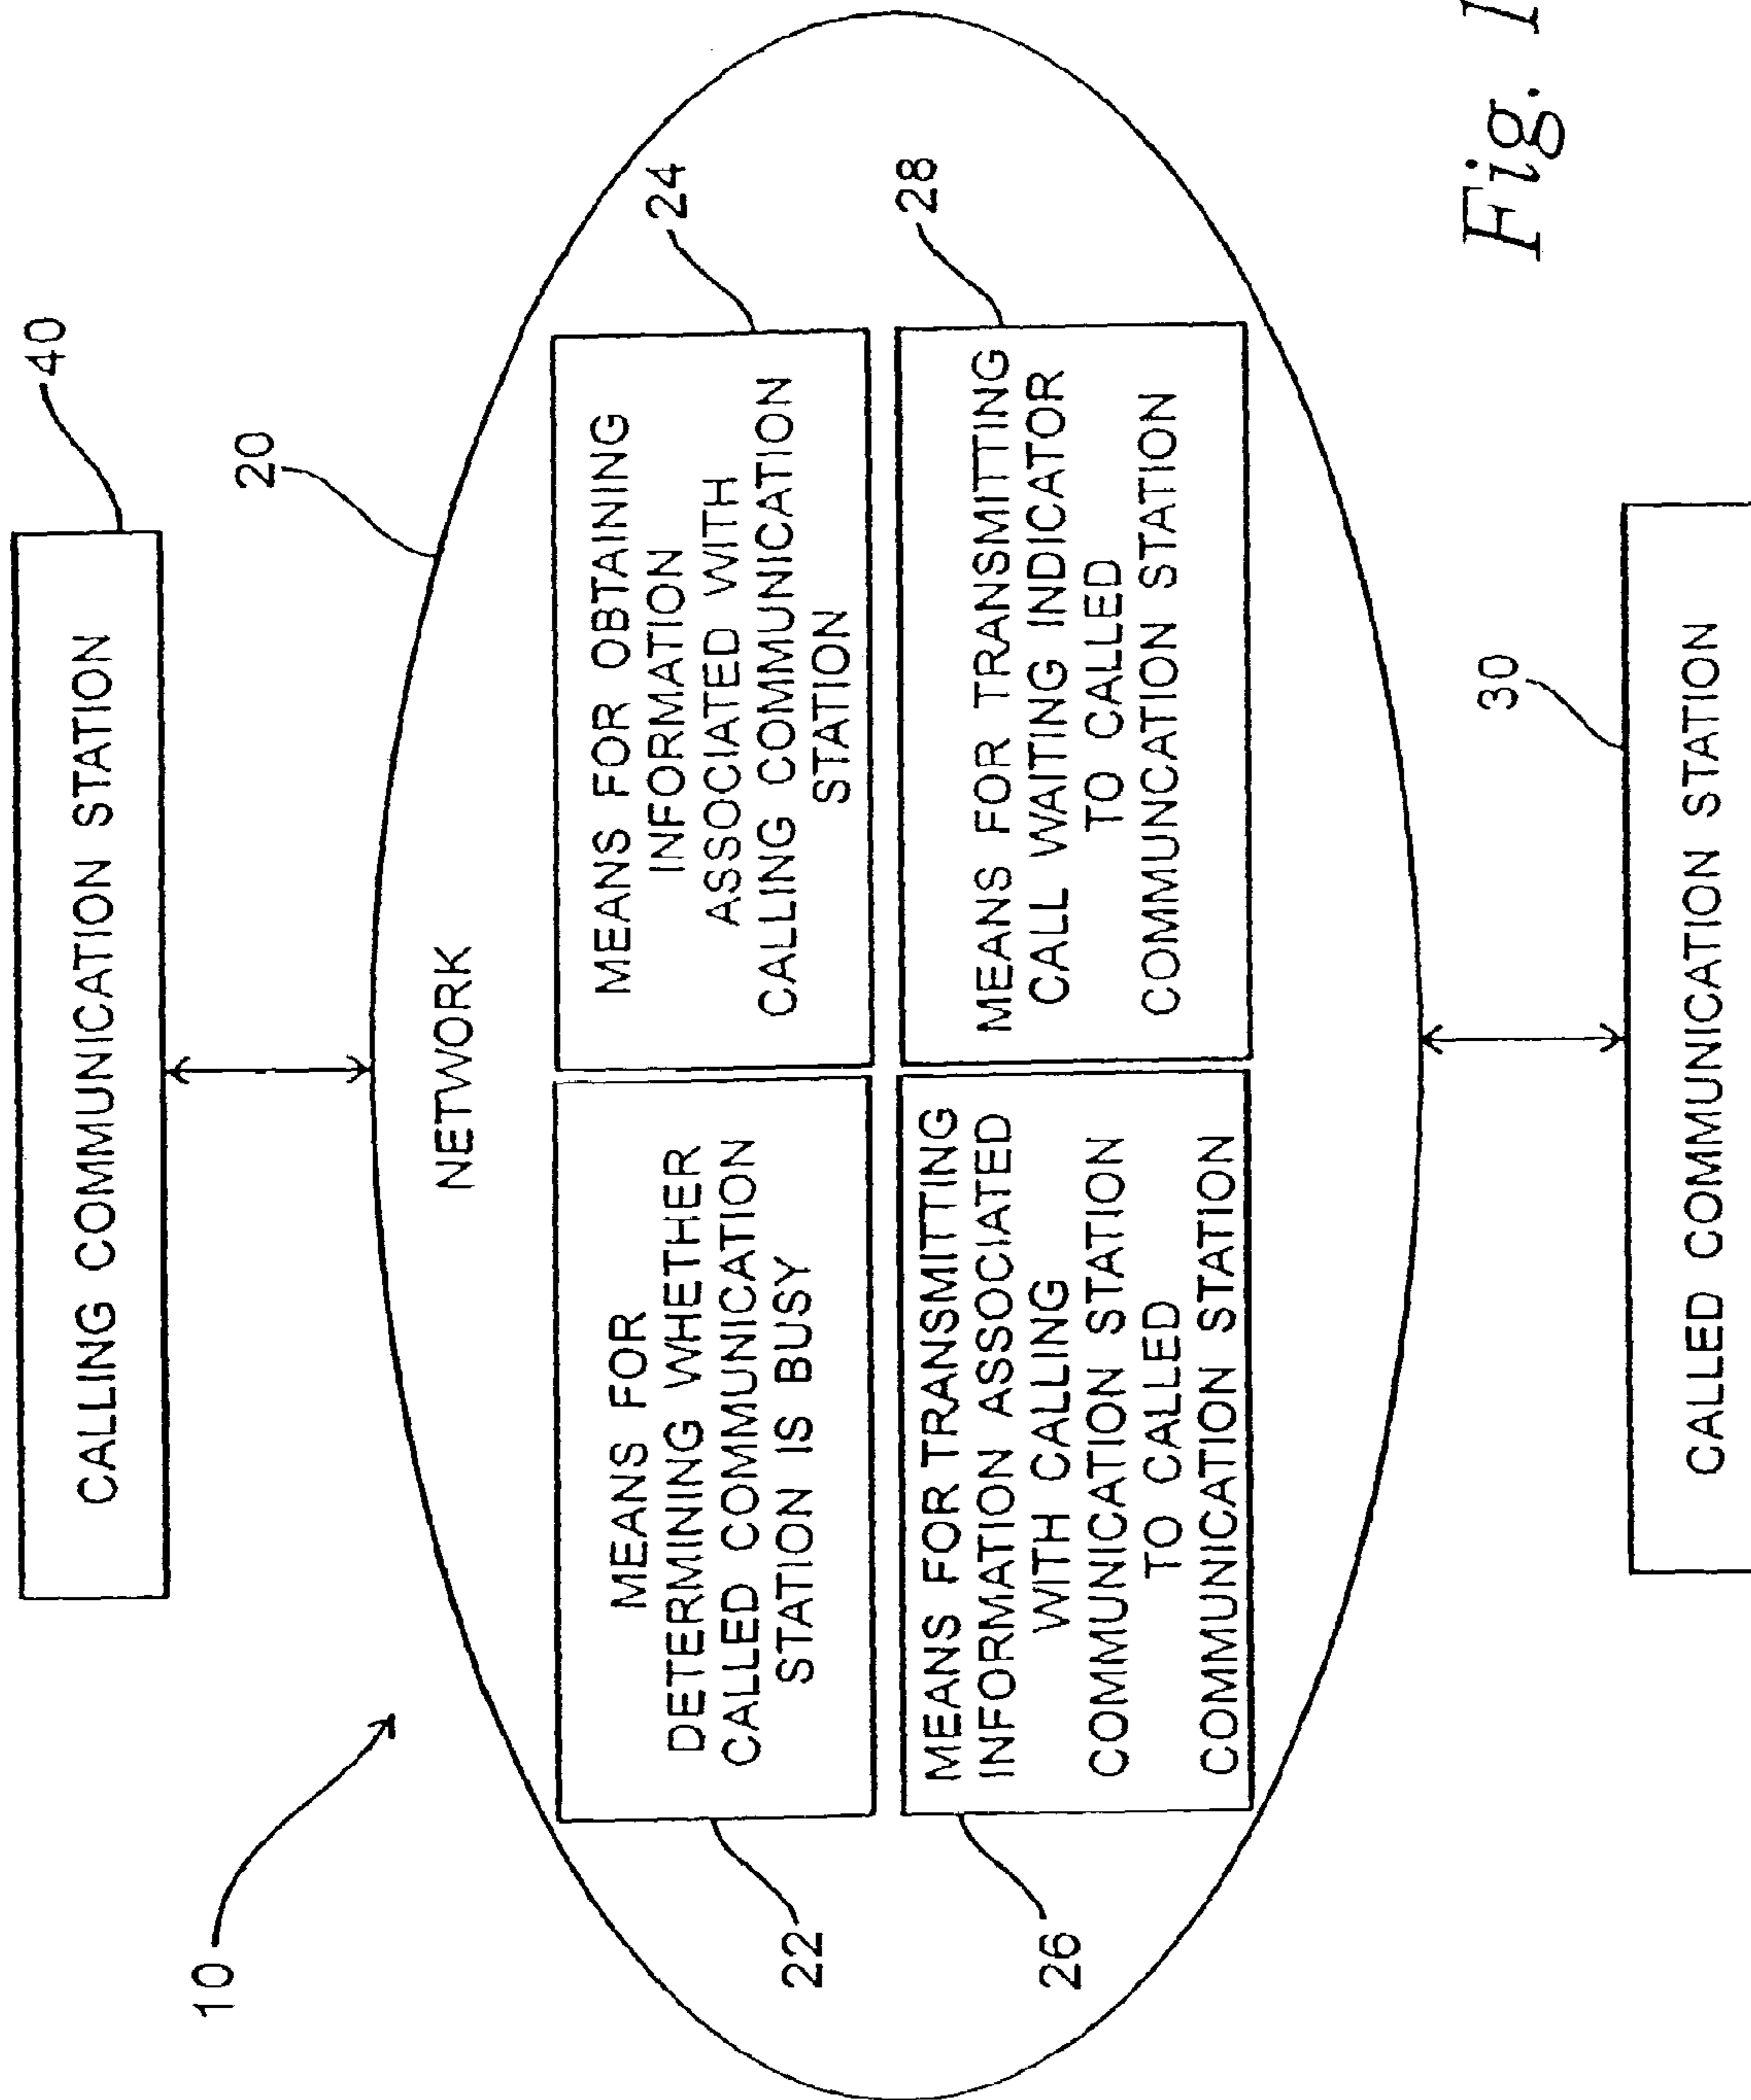 CALLING COMMUNICATION STATION
40
10
20
NETWORK
22
MEANS FOR
DETERMINING WHETHER
CALLED COMMUNICATION
STATION IS BUSY
MEANS FOR OBTAINING
INFORMATION
ASSOCIATED WITH
CALLING COMMUNICATION
STATION
24
26
MEANS FOR TRANSMITTING
INFORMATION ASSOCIATED
WITH CALLING
COMMUNICATION STATION
TO CALLED
COMMUNICATION STATION
MEANS FOR TRANSMITTING
CALL WAITING INDICATOR
TO CALLED
COMMUNCATION STATION
28
30
CALLED COMMUNICATION STATION
Fig. 1